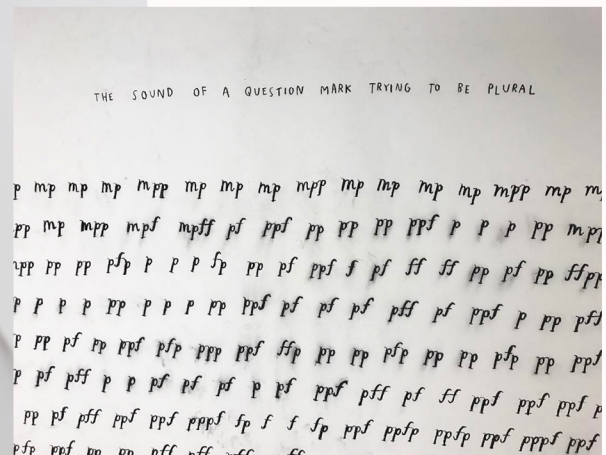 THE SOUND OF A QUESTION MARK TRYING TO BE PLURAL
p mp mp mp mpp mp mp mp mpp mp mp mp mp mpp mp
pp mp mpp mpf mpff pf ppf pp pp pp ppf p p p pp
pp pp pfp p p p fp pp pf ppf f pf ff ff pp pf pp
p p p p pp p p p pp ppf pf pf pf pff pf ppf p pp pff
p pp pf pp ppf pfp ppp ppf ffp pp pp pfp pp pp pfp pp ppf
p pf pff p p pf pf pf p pf ppf pff pf ff ppf ppf ppf p
pp pf pff ppf ppf pppf fp f f fp ppf ppfp ppfp ppf pppf ppf